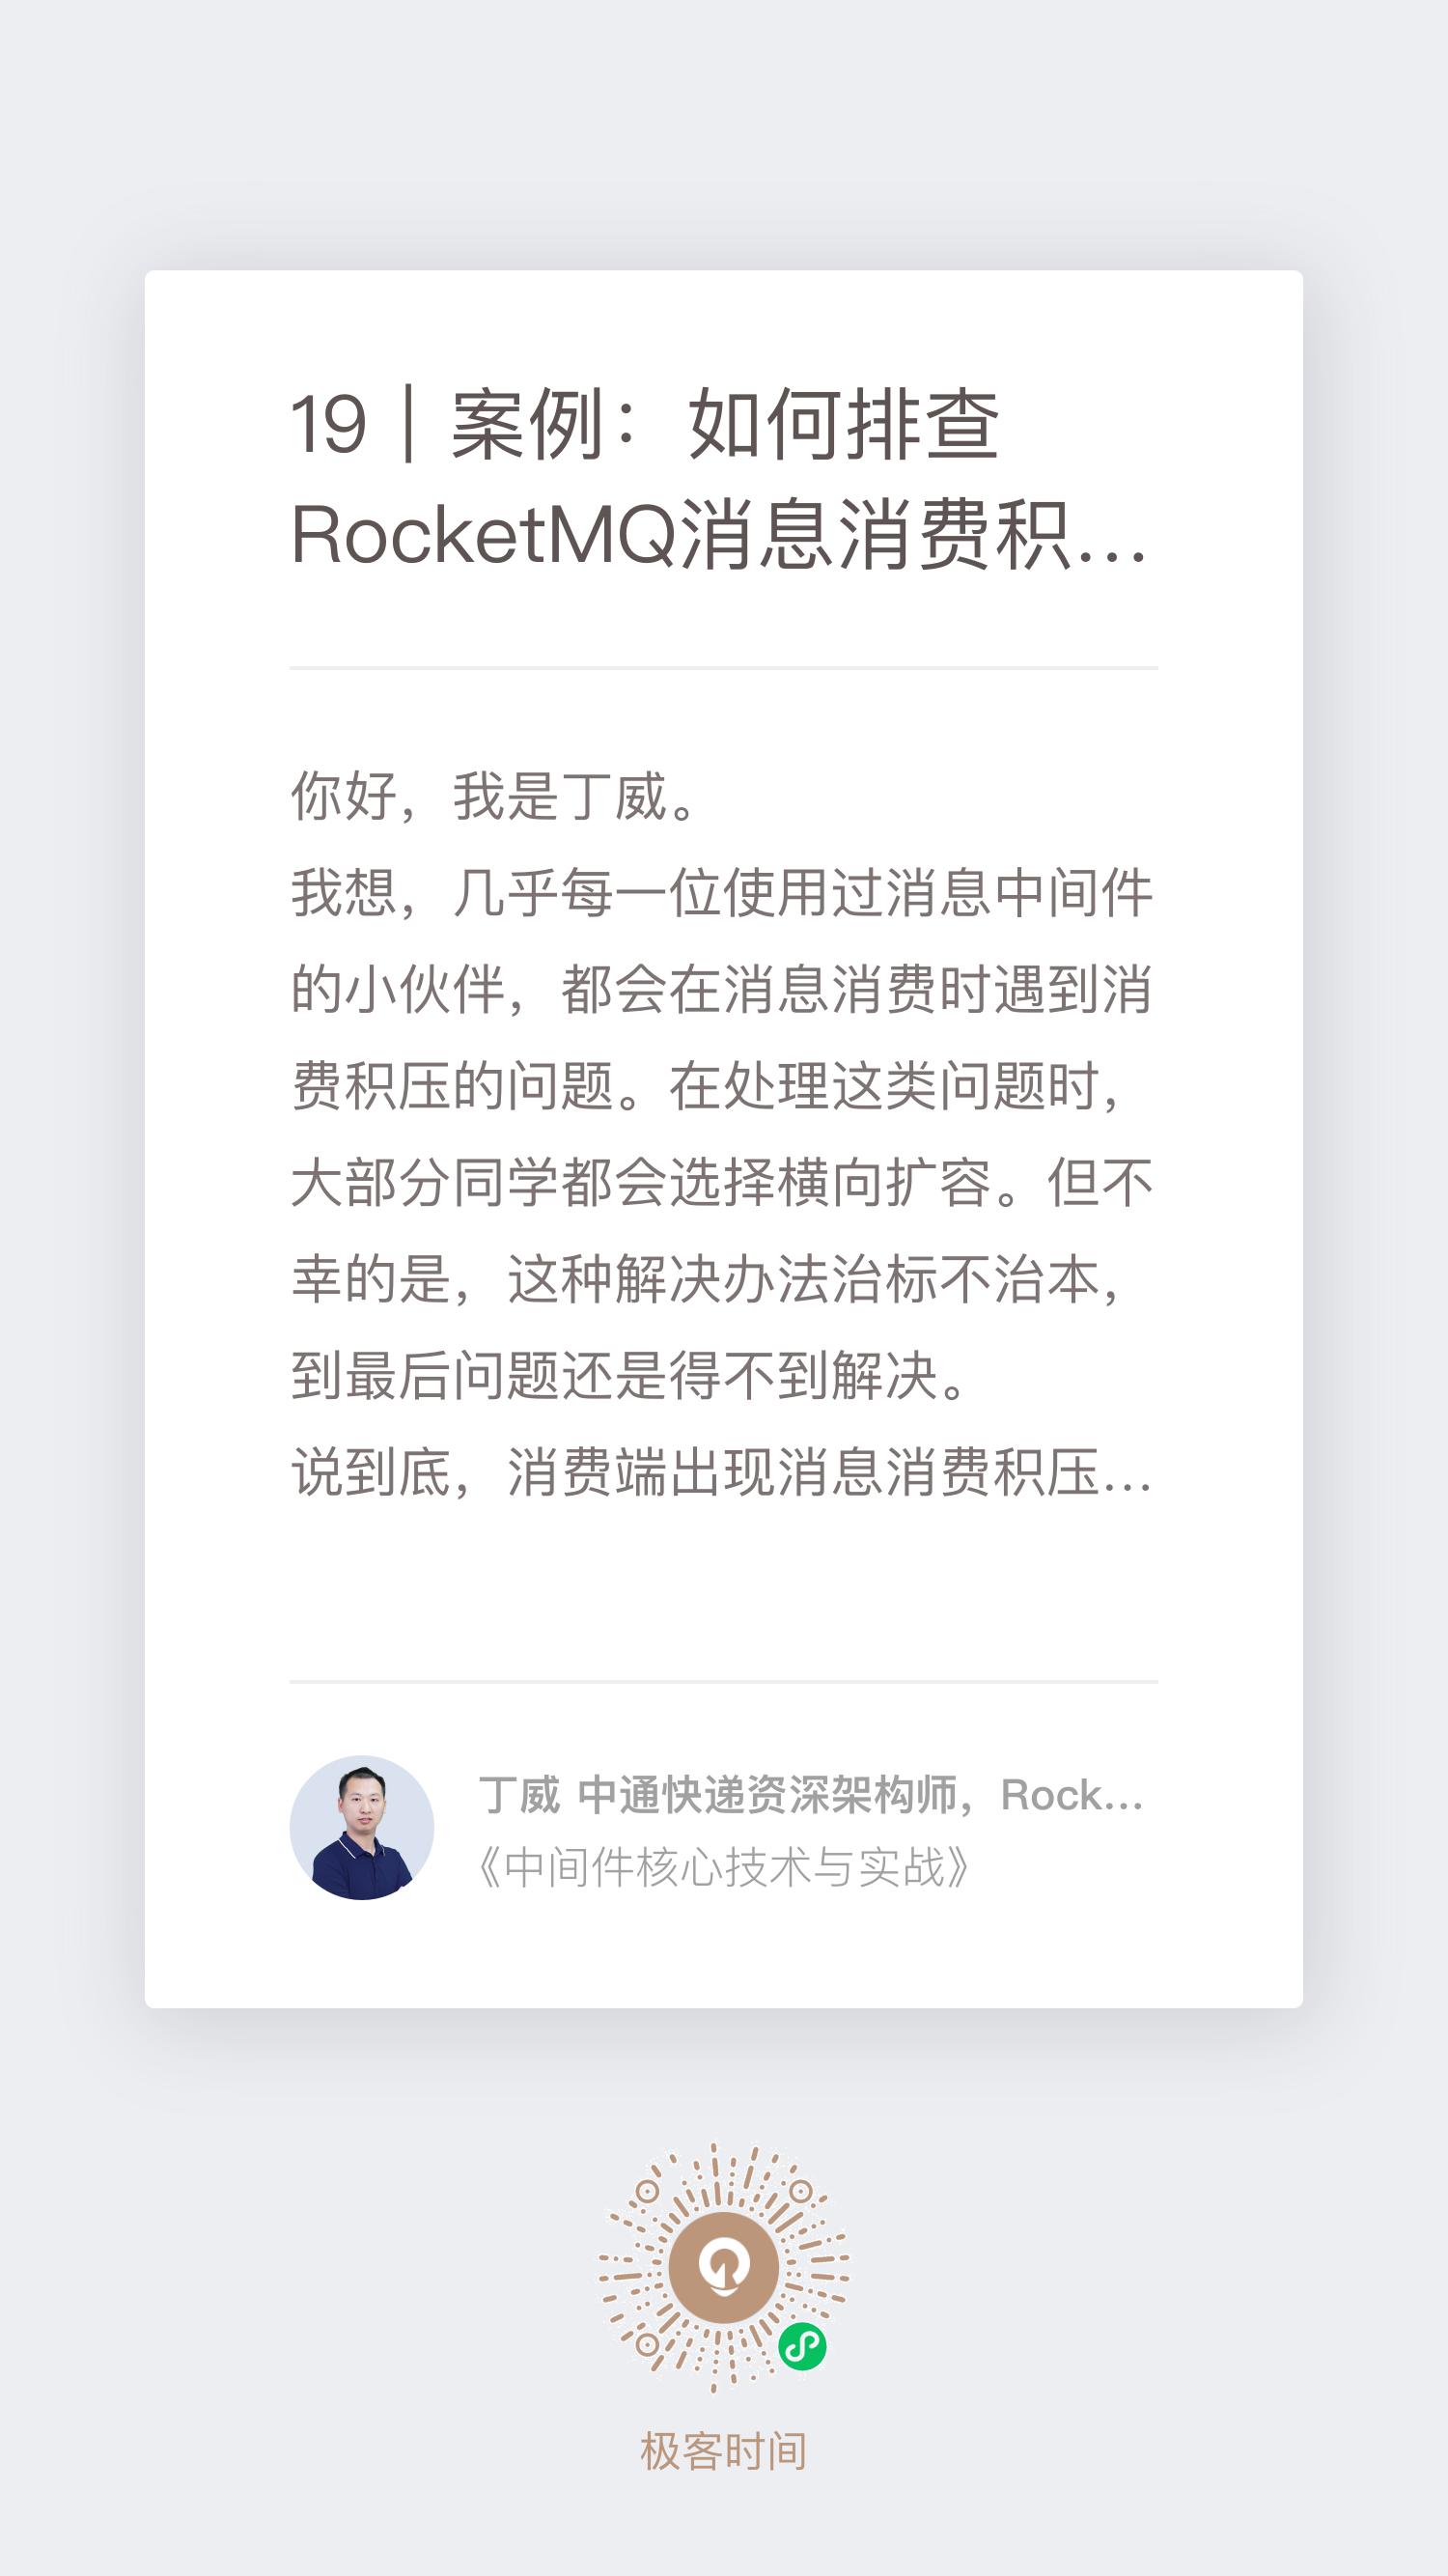 19｜案例：如何排查
RocketMQ消息消费积...
你好，我是丁威。
我想，几乎每一位使用过消息中间件
的小伙伴，都会在消息消费时遇到消
费积压的问题。在处理这类问题时，
大部分同学都会选择横向扩容。但不
幸的是，这种解决办法治标不治本，
到最后问题还是得不到解决。
说到底，消费端出现消息消费积压...
丁威 中通快递资深架构师，Rock...
《中间件核心技术与实战》
极客时间